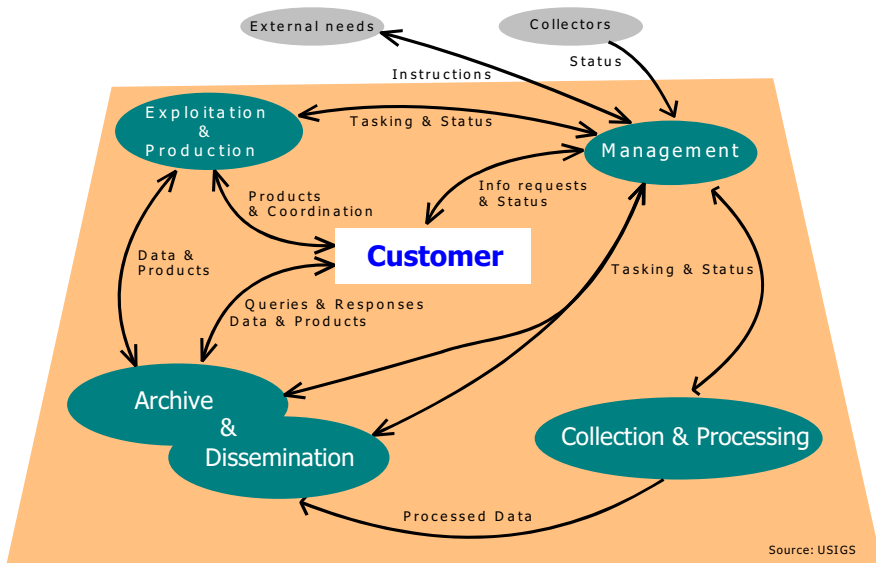 External needs
Collectors
Status
Instructions
Exploitation
&
Production
Tasking & Status
Management
Products
& Coordination
Info requests
& Status
Customer
Data &
Products
Tasking & Status
Queries & Responses
Data & Products
Archive
&
Dissemination
Collection & Processing
Processed Data
Source: USIGS